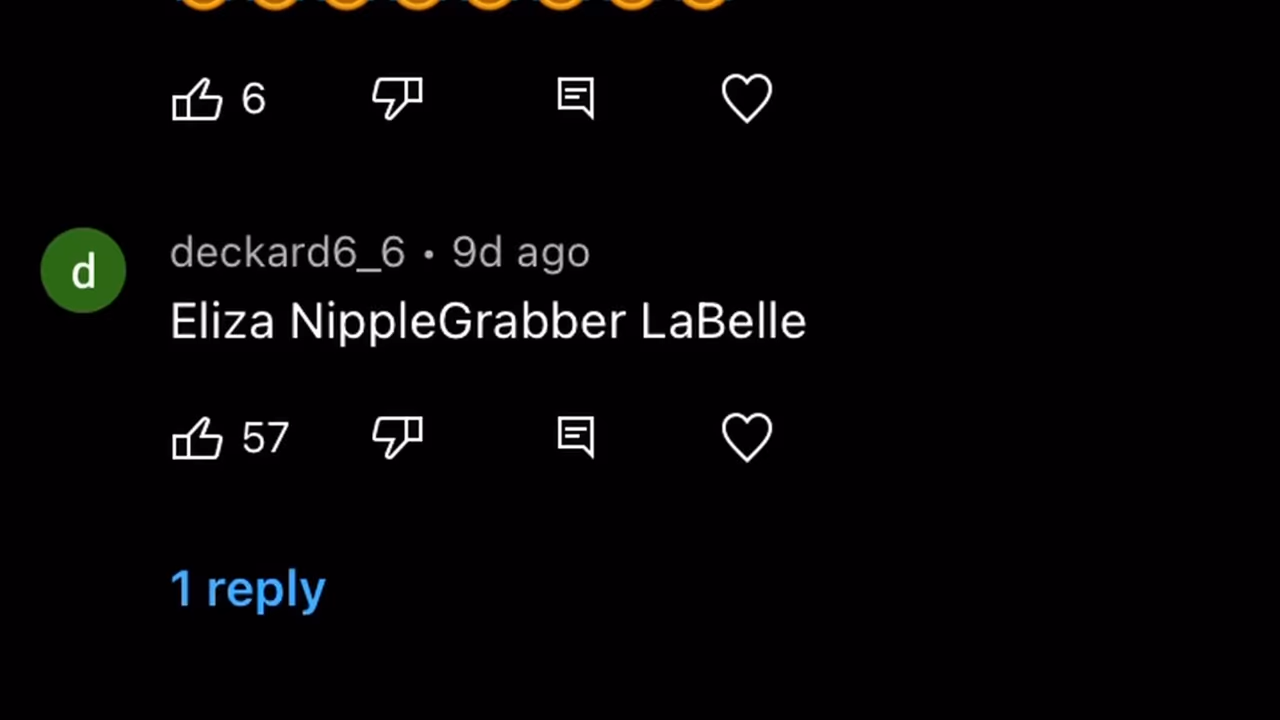 6
d
deckard6_6 • 9d ago
Eliza NippleGrabber LaBelle
57
1 reply